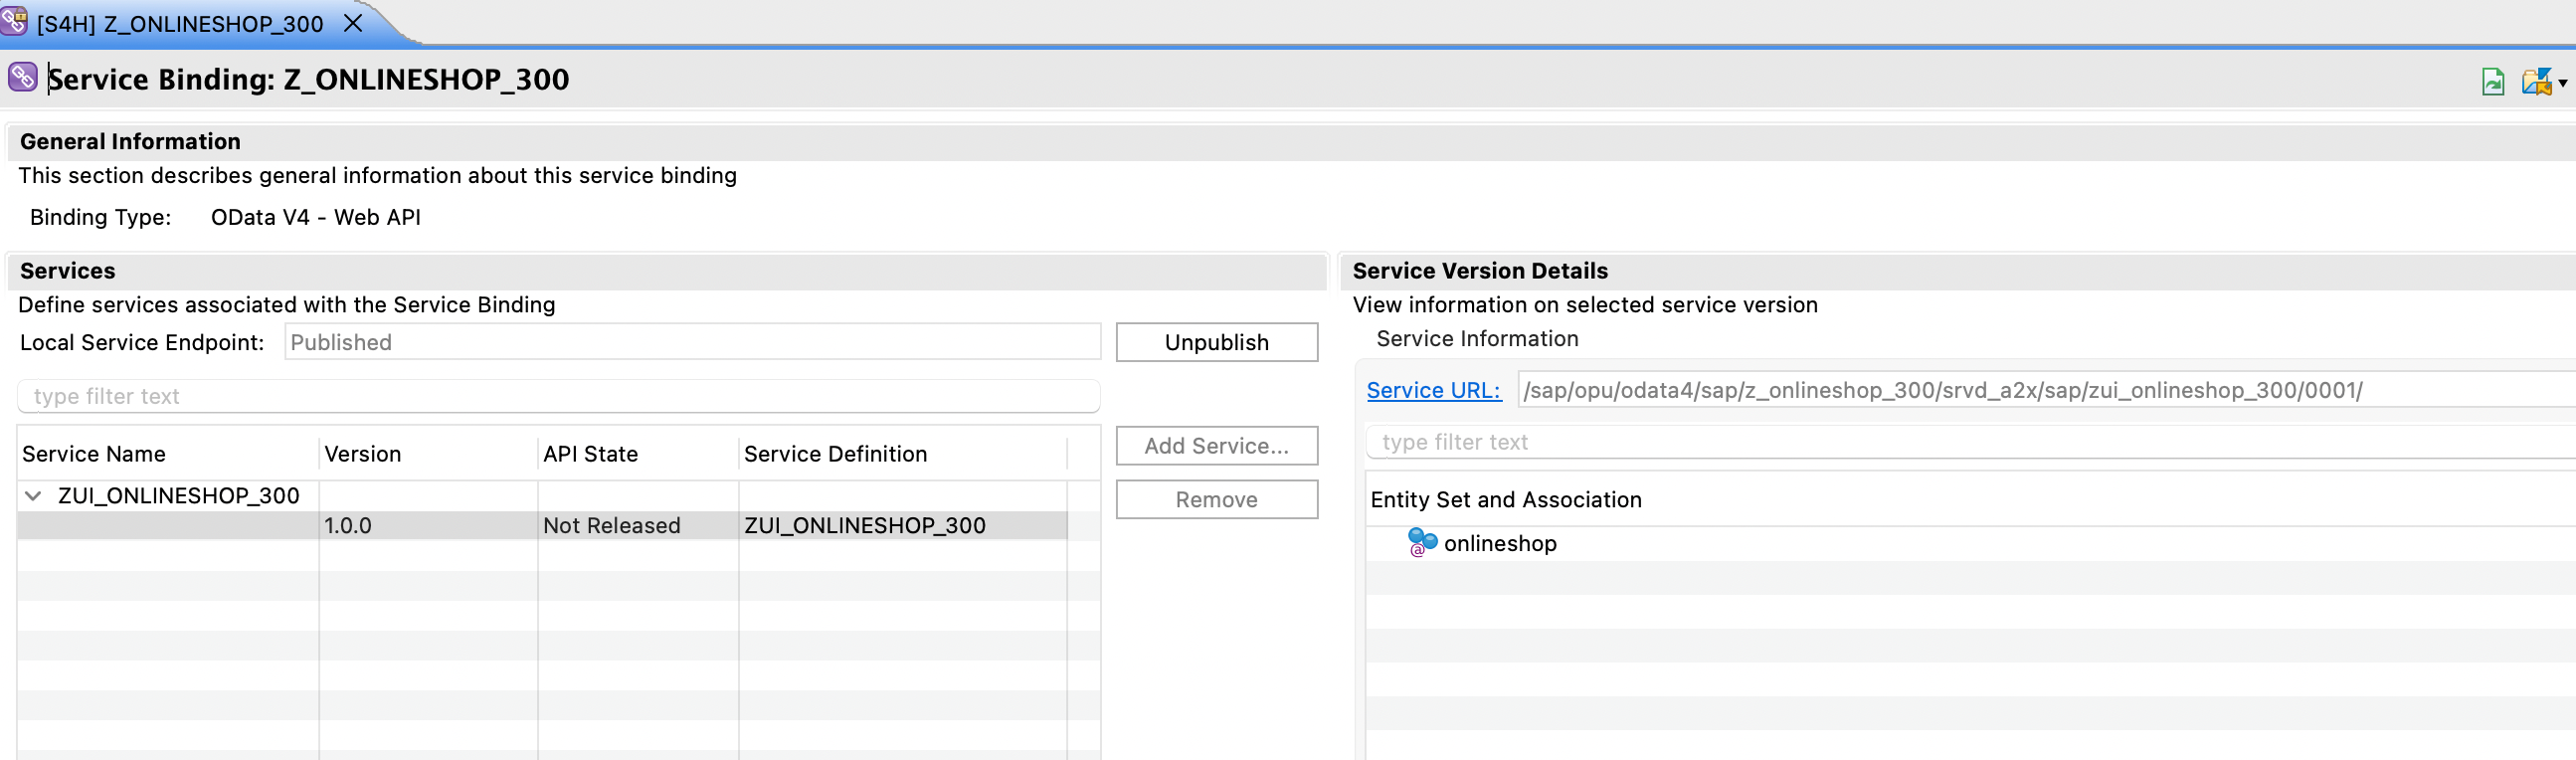 [S4H] Z_ONLINESHOP_300
Service Binding: Z_ONLINESHOP_300
General Information
This section describes general information about this service binding
Binding Type: OData V4 - Web API
Services
Define services associated with the Service Binding
Local Service Endpoint: Published Unpublish
type filter text
Service Name Version API State Service Definition
Add Service...
ZUI_ONLINESHOP_300
Remove
1.0.0 Not Released ZUI_ONLINESHOP_300
Service Version Details
View information on selected service version
Service Information
Service URL: /sap/opu/odata4/sap/z_onlineshop_300/srvd_a2x/sap/zui_onlineshop_300/0001/
type filter text
Entity Set and Association
onlineshop